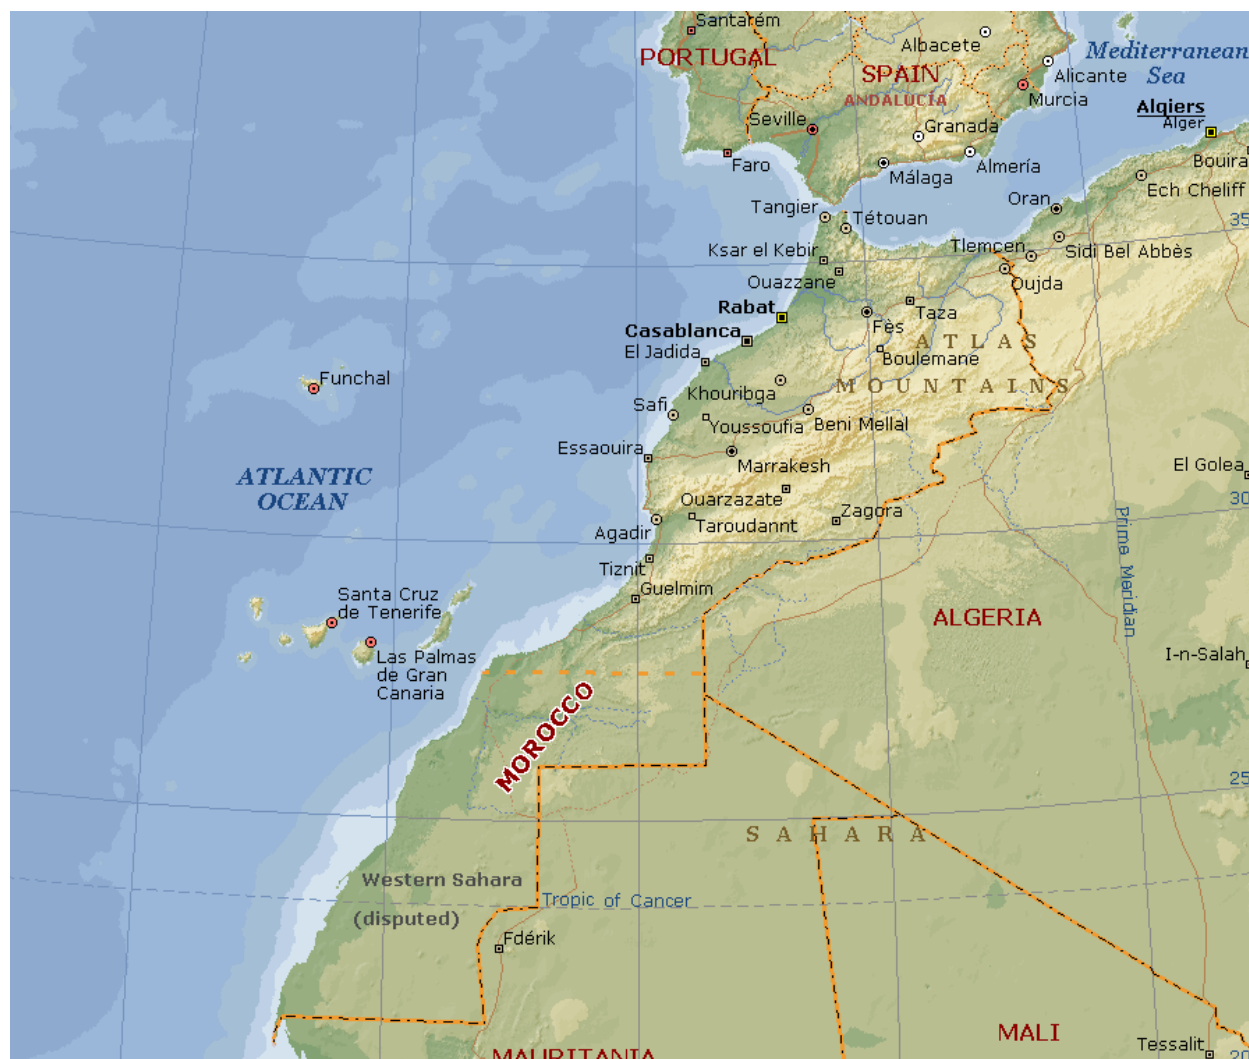 Santarém
PORTUGAL
Albacete
SPAIN
ANDALUCÍA
Mediterranean
Sea
Alicante
Murcia
Algiers
Alger
Seville
Granada
Faro
Málaga
Almería
Bouira
Ech Cheliff
Oran
Tangier
Tétouan
35
Ksar el Kebir
Tlemcen
Sidi Bel Abbès
Ouazzane
Oujda
Rabat
Taza
Fès
Casablanca
El Jadida
ATLAS
Boulemane
MOUNTAINS
Funchal
Khouribga
Safi
Youssoufia
Beni Mellal
Essaouira
Marrakesh
El Golea
ATLANTIC
OCEAN
Ouarzazate
30
Zagora
Taroudannt
Agadir
Prime Meridian
Tiznit
Guelmim
Santa Cruz
de Tenerife
ALGERIA
Las Palmas
de Gran
Canaria
I-n-Salah
MOROCCO
25
SAHARA
Western Sahara
(disputed)
Tropic of Cancer
Fdérik
MALI
MAURITANIA
Tessalit
20